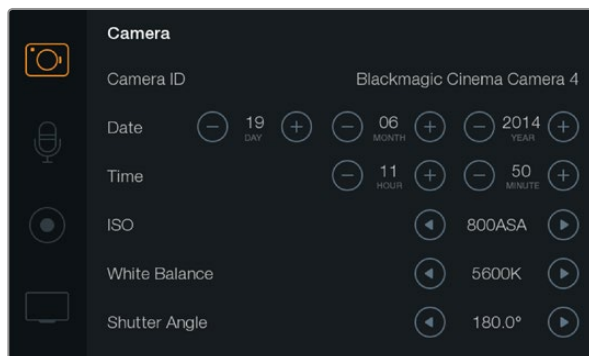 Camera
Camera ID Blackmagic Cinema Camera 4
Date 19 DAY 06 MONTH 2014 YEAR
Time 11 HOUR 50 MINUTE
ISO 800ASA
White Balance 5600K
Shutter Angle 180.0°